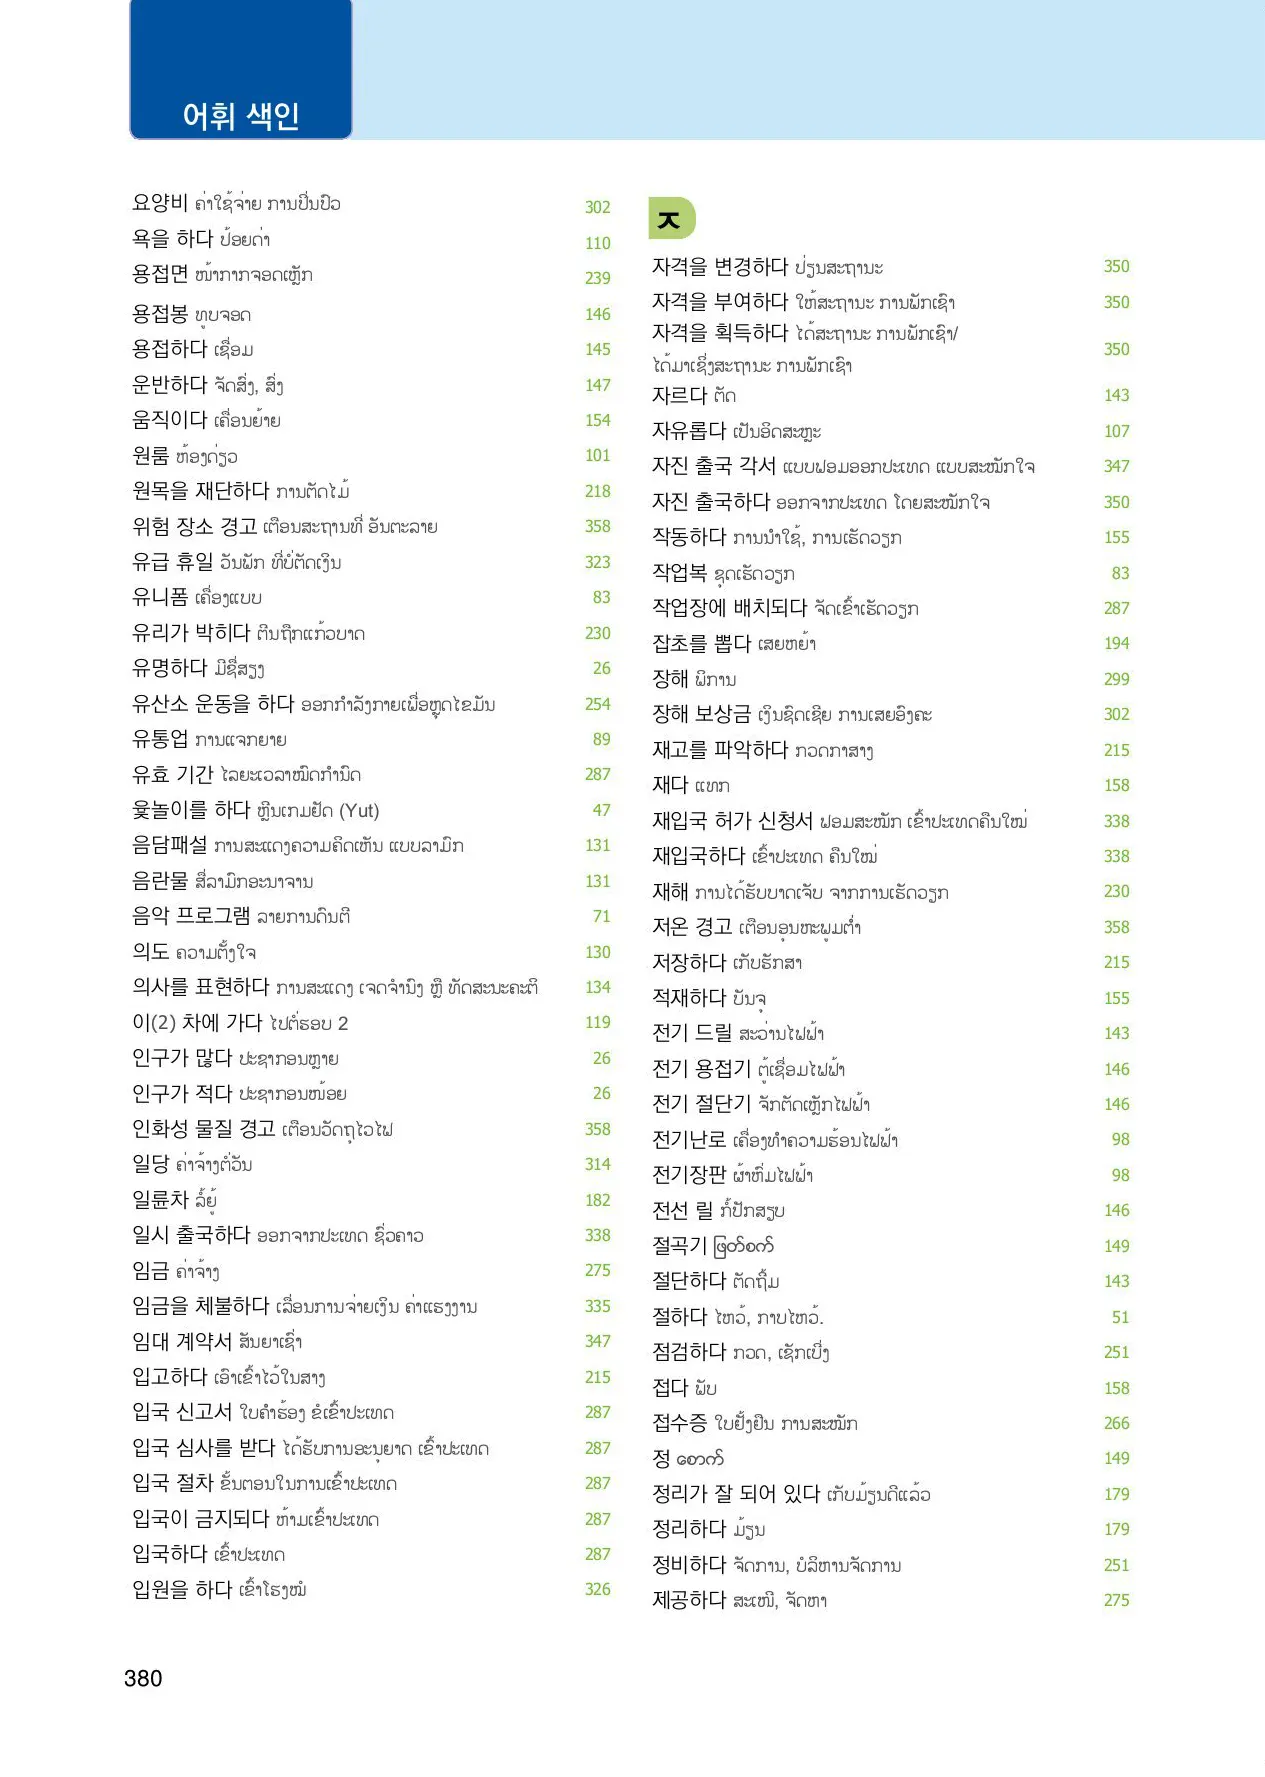 어휘 색인
요양비 ຄ່າໃຊ້ຈ່າຍ ການປິ່ນປົວ 302
욕을 하다 ປ້ອຍດ່າ 110
용접면 ໜ້າກາກຈອດເຫຼັກ 239
용접봉 ທູບຈອດ 146
용접하다 ເຊື່ອມ 145
운반하다 ຈັດສົ່ງ, ສົ່ງ 147
움직이다 ເຄື່ອນຍ້າຍ 154
원룸 ຫ້ອງດ່ຽວ 101
원목을 재단하다 ການຕັດໄມ້ 218
위험 장소 경고 ເຕືອນສະຖານທີ່ ອັນຕະລາຍ 358
유급 휴일 ວັນພັກ ທີ່ບໍ່ຕັດເງິນ 323
유니폼 ເຄື່ອງແບບ 83
유리가 박히다 ຕີນຖືກແກ້ວບາດ 230
유명하다 ມີຊື່ສຽງ 26
유산소 운동을 하다 ອອກກຳລັງກາຍເພື່ອຫຼຸດໄຂມັນ 254
유통업 ການແຈກຍາຍ 89
유효 기간 ໄລຍະເວລາໝົດກຳນົດ 287
윷놀이를 하다 ຫຼິນເກມຢັດ (Yut) 47
음담패설 ການສະແດງຄວາມຄິດເຫັນ ແບບລາມົກ 131
음란물 ສື່ລາມົກອະນາຈານ 131
음악 프로그램 ລາຍການດົນຕີ 71
의도 ຄວາມຕັ້ງໃຈ 130
의사를 표현하다 ການສະແດງ ເຈດຈຳນົງ ຫຼື ທັດສະນະຄະຕິ 134
이(2) 차에 가다 ໄປຕໍ່ຮອບ 2 119
인구가 많다 ປະຊາກອນຫຼາຍ 26
인구가 적다 ປະຊາກອນໜ້ອຍ 26
인화성 물질 경고 ເຕືອນວັດຖຸໄວໄຟ 358
일당 ຄ່າຈ້າງຕໍ່ວັນ 314
일륜차 ລໍ້ຍູ້ 182
일시 출국하다 ອອກຈາກປະເທດ ຊົ່ວຄາວ 338
임금 ຄ່າຈ້າງ 275
임금을 체불하다 ເລື່ອນການຈ່າຍເງິນ ຄ່າແຮງງານ 335
임대 계약서 ສັນຍາເຊົ່າ 347
입고하다 ເອົາເຂົ້າໄວ້ໃນສາງ 215
입국 신고서 ໃບຄຳຮ້ອງ ຂໍເຂົ້າປະເທດ 287
입국 심사를 받다 ໄດ້ຮັບການອະນຸຍາດ ເຂົ້າປະເທດ 287
입국 절차 ຂັ້ນຕອນໃນການເຂົ້າປະເທດ 287
입국이 금지되다 ຫ້າມເຂົ້າປະເທດ 287
입국하다 ເຂົ້າປະເທດ 287
입원을 하다 ເຂົ້າໂຮງໝໍ 326
ㅈ
자격을 변경하다 ປ່ຽນສະຖານະ 350
자격을 부여하다 ໃຫ້ສະຖານະ ການພັກເຊົາ 350
자격을 획득하다 ໄດ້ສະຖານະ ການພັກເຊົາ/
ໄດ້ມາເຊິ່ງສະຖານະ ການພັກເຊົາ 350
자르다 ຕັດ 143
자유롭다 ເປັນອິດສະຫຼະ 107
자진 출국 각서 ແບບຟອມອອກປະເທດ ແບບສະໝັກໃຈ 347
자진 출국하다 ອອກຈາກປະເທດ ໂດຍສະໝັກໃຈ 350
작동하다 ການນຳໃຊ້, ການເຮັດວຽກ 155
작업복 ຊຸດເຮັດວຽກ 83
작업장에 배치되다 ຈັດເຂົ້າເຮັດວຽກ 287
잡초를 뽑다 ເສຍຫຍ້າ 194
장해 ພິການ 299
장해 보상금 ເງິນຊົດເຊີຍ ການເສຍອົງຄະ 302
재고를 파악하다 ກວດກາສາງ 215
재다 ແທກ 158
재입국 허가 신청서 ຟອມສະໝັກ ເຂົ້າປະເທດຄືນໃໝ່ 338
재입국하다 ເຂົ້າປະເທດ ຄືນໃໝ່ 338
재해 ການໄດ້ຮັບບາດເຈັບ ຈາກການເຮັດວຽກ 230
저온 경고 ເຕືອນອຸນຫະພູມຕ່ຳ 358
저장하다 ເກັບຮັກສາ 215
적재하다 ບັນຈຸ 155
전기 드릴 ສະວ່ານໄຟຟ້າ 143
전기 용접기 ຕູ້ເຊື່ອມໄຟຟ້າ 146
전기 절단기 ຈັກຕັດເຫຼັກໄຟຟ້າ 146
전기난로 ເຄື່ອງທຳຄວາມຮ້ອນໄຟຟ້າ 98
전기장판 ຜ້າຫົ່ມໄຟຟ້າ 98
전선 릴 ກໍ້ປັກສຽບ 146
절곡기 ဖြတ်စက် 149
절단하다 ຕັດຖິ້ມ 143
절하다 ໄຫວ້, ກາບໄຫວ້. 51
점검하다 ກວດ, ເຊັກເບິ່ງ 251
접다 ພັບ 158
접수증 ໃບຢັ້ງຢືນ ການສະໝັກ 266
정 စောက် 149
정리가 잘 되어 있다 ເກັບມ້ຽນດີແລ້ວ 179
정리하다 ມ້ຽນ 179
정비하다 ຈັດການ, ບໍລິຫານຈັດການ 251
제공하다 ສະເໜີ, ຈັດຫາ 275
380